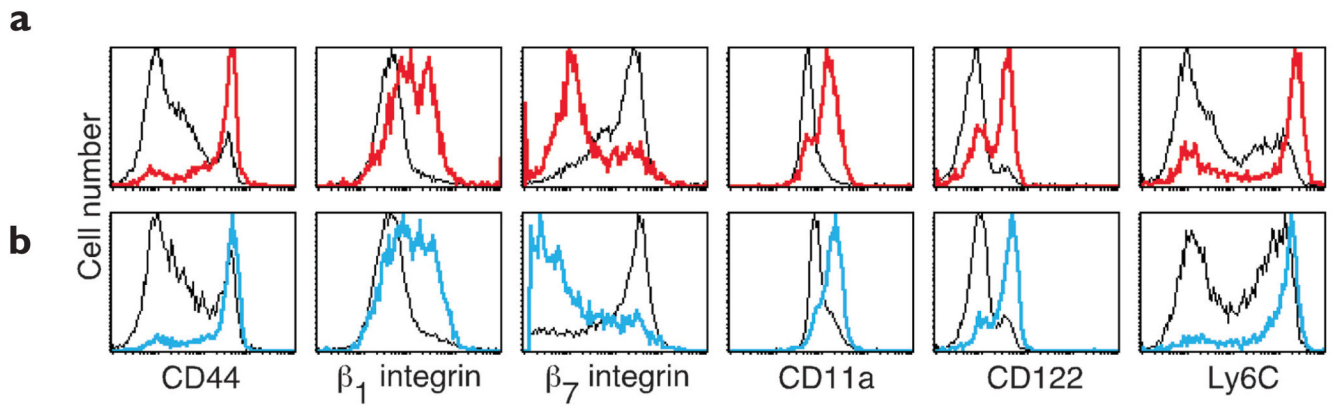 a
Cell number
b
CD44
β1 integrin
β7 integrin
CD11a
CD122
Ly6C